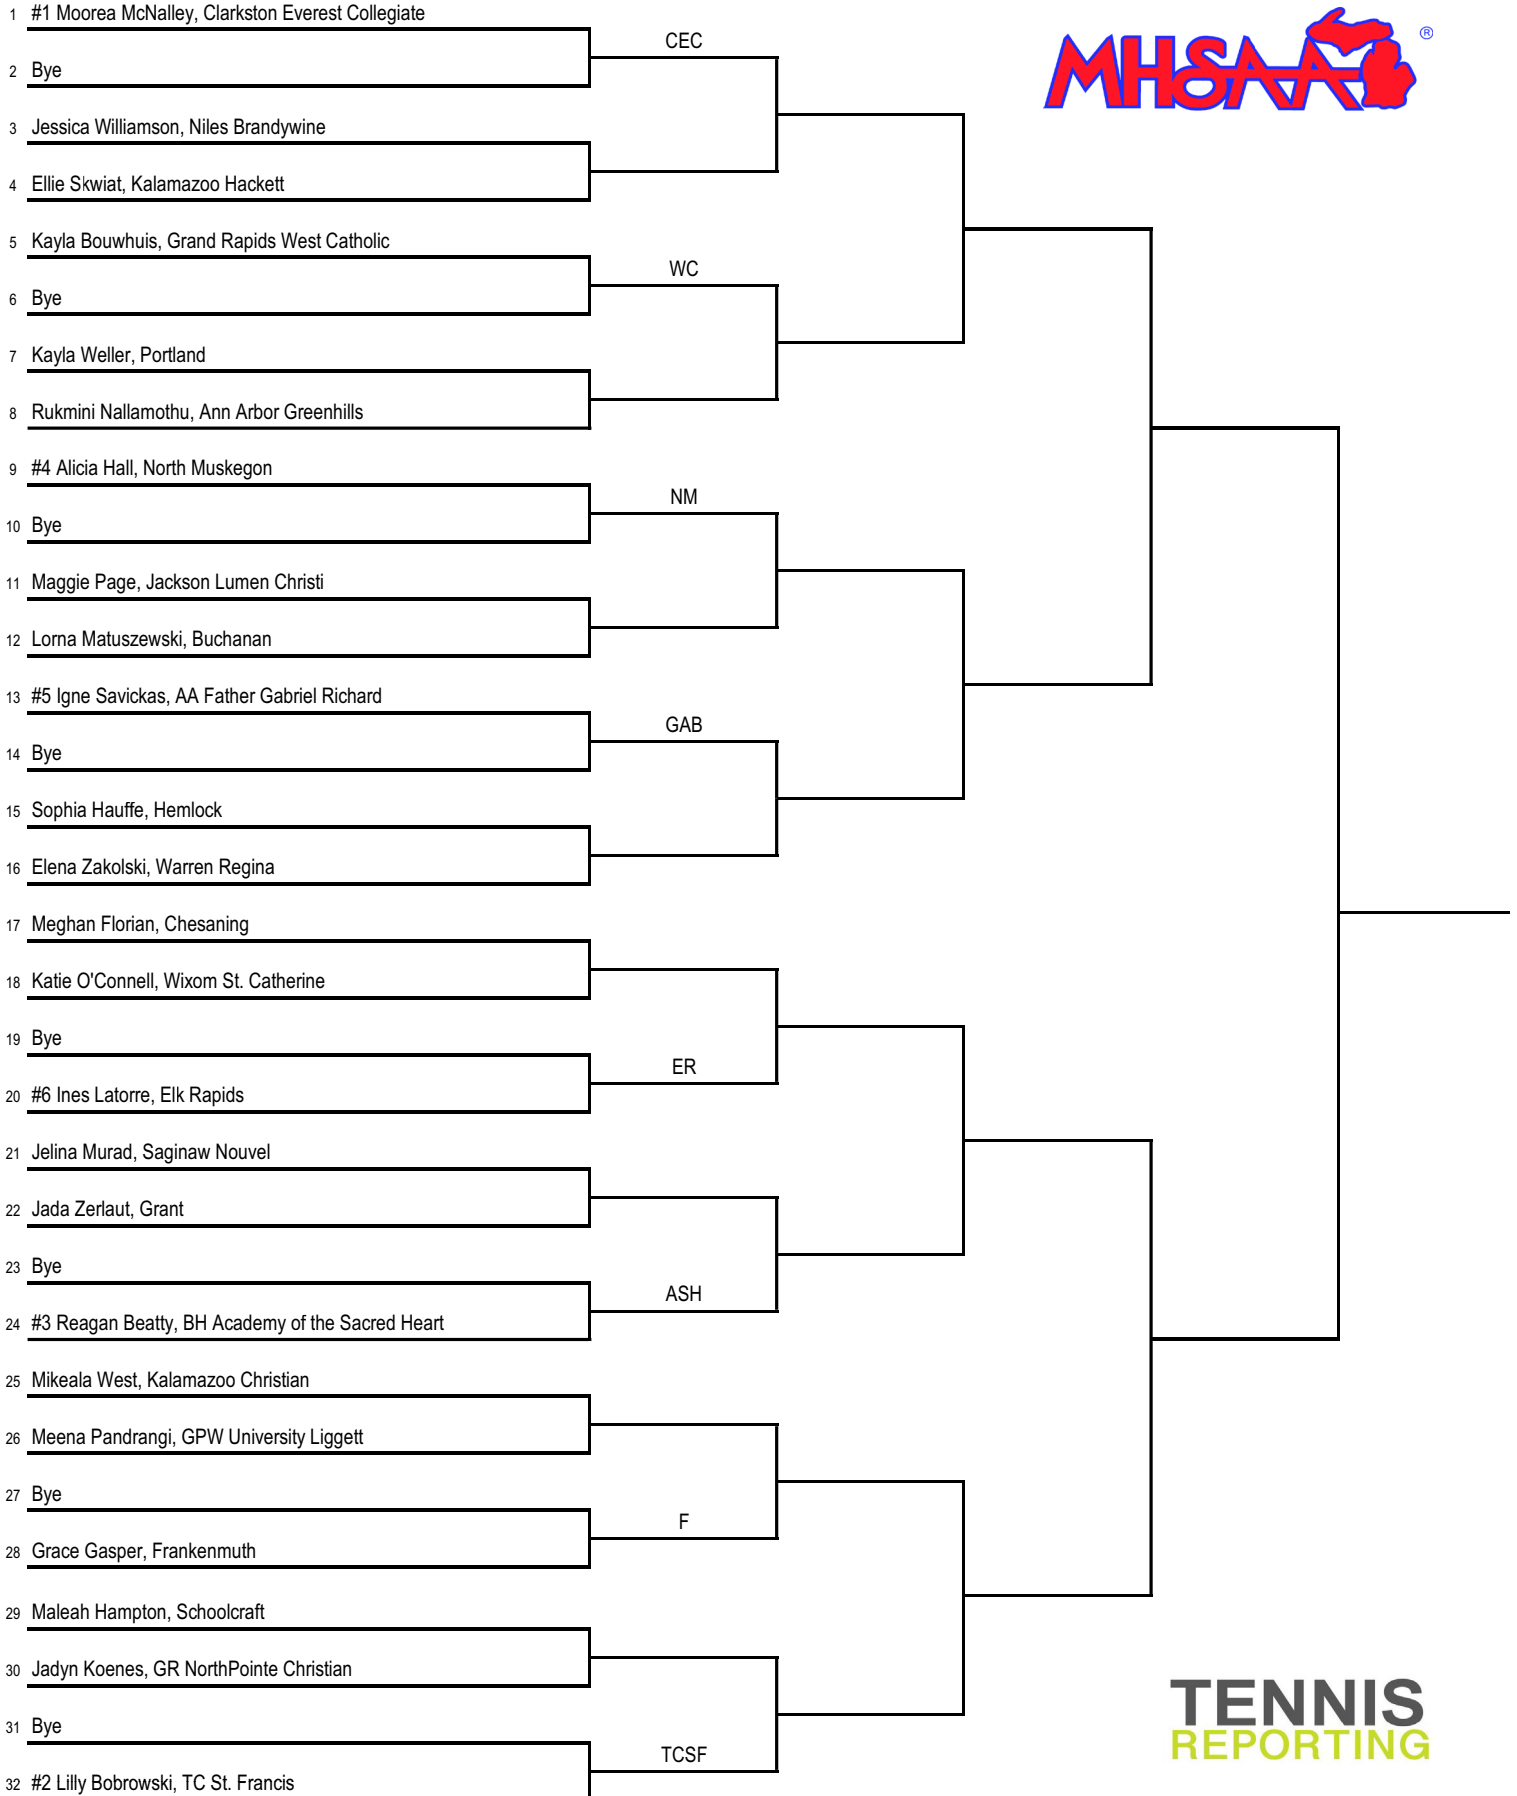 1 #1 Moorea McNalley, Clarkston Everest Collegiate
CEC
MHSAA ®
2 Bye
3 Jessica Williamson, Niles Brandywine
4 Ellie Skwiat, Kalamazoo Hackett
5 Kayla Bouwhuis, Grand Rapids West Catholic
WC
6 Bye
7 Kayla Weller, Portland
8 Rukmini Nallamothu, Ann Arbor Greenhills
9 #4 Alicia Hall, North Muskegon
NM
10 Bye
11 Maggie Page, Jackson Lumen Christi
12 Lorna Matuszewski, Buchanan
13 #5 Igne Savickas, AA Father Gabriel Richard
GAB
14 Bye
15 Sophia Hauffe, Hemlock
16 Elena Zakolski, Warren Regina
17 Meghan Florian, Chesaning
18 Katie O'Connell, Wixom St. Catherine
19 Bye
ER
20 #6 Ines Latorre, Elk Rapids
21 Jelina Murad, Saginaw Nouvel
22 Jada Zerlaut, Grant
23 Bye
ASH
24 #3 Reagan Beatty, BH Academy of the Sacred Heart
25 Mikeala West, Kalamazoo Christian
26 Meena Pandrangi, GPW University Liggett
27 Bye
F
28 Grace Gasper, Frankenmuth
29 Maleah Hampton, Schoolcraft
30 Jadyn Koenes, GR NorthPointe Christian
31 Bye
TCSF
32 #2 Lilly Bobrowski, TC St. Francis
TENNIS
REPORTING